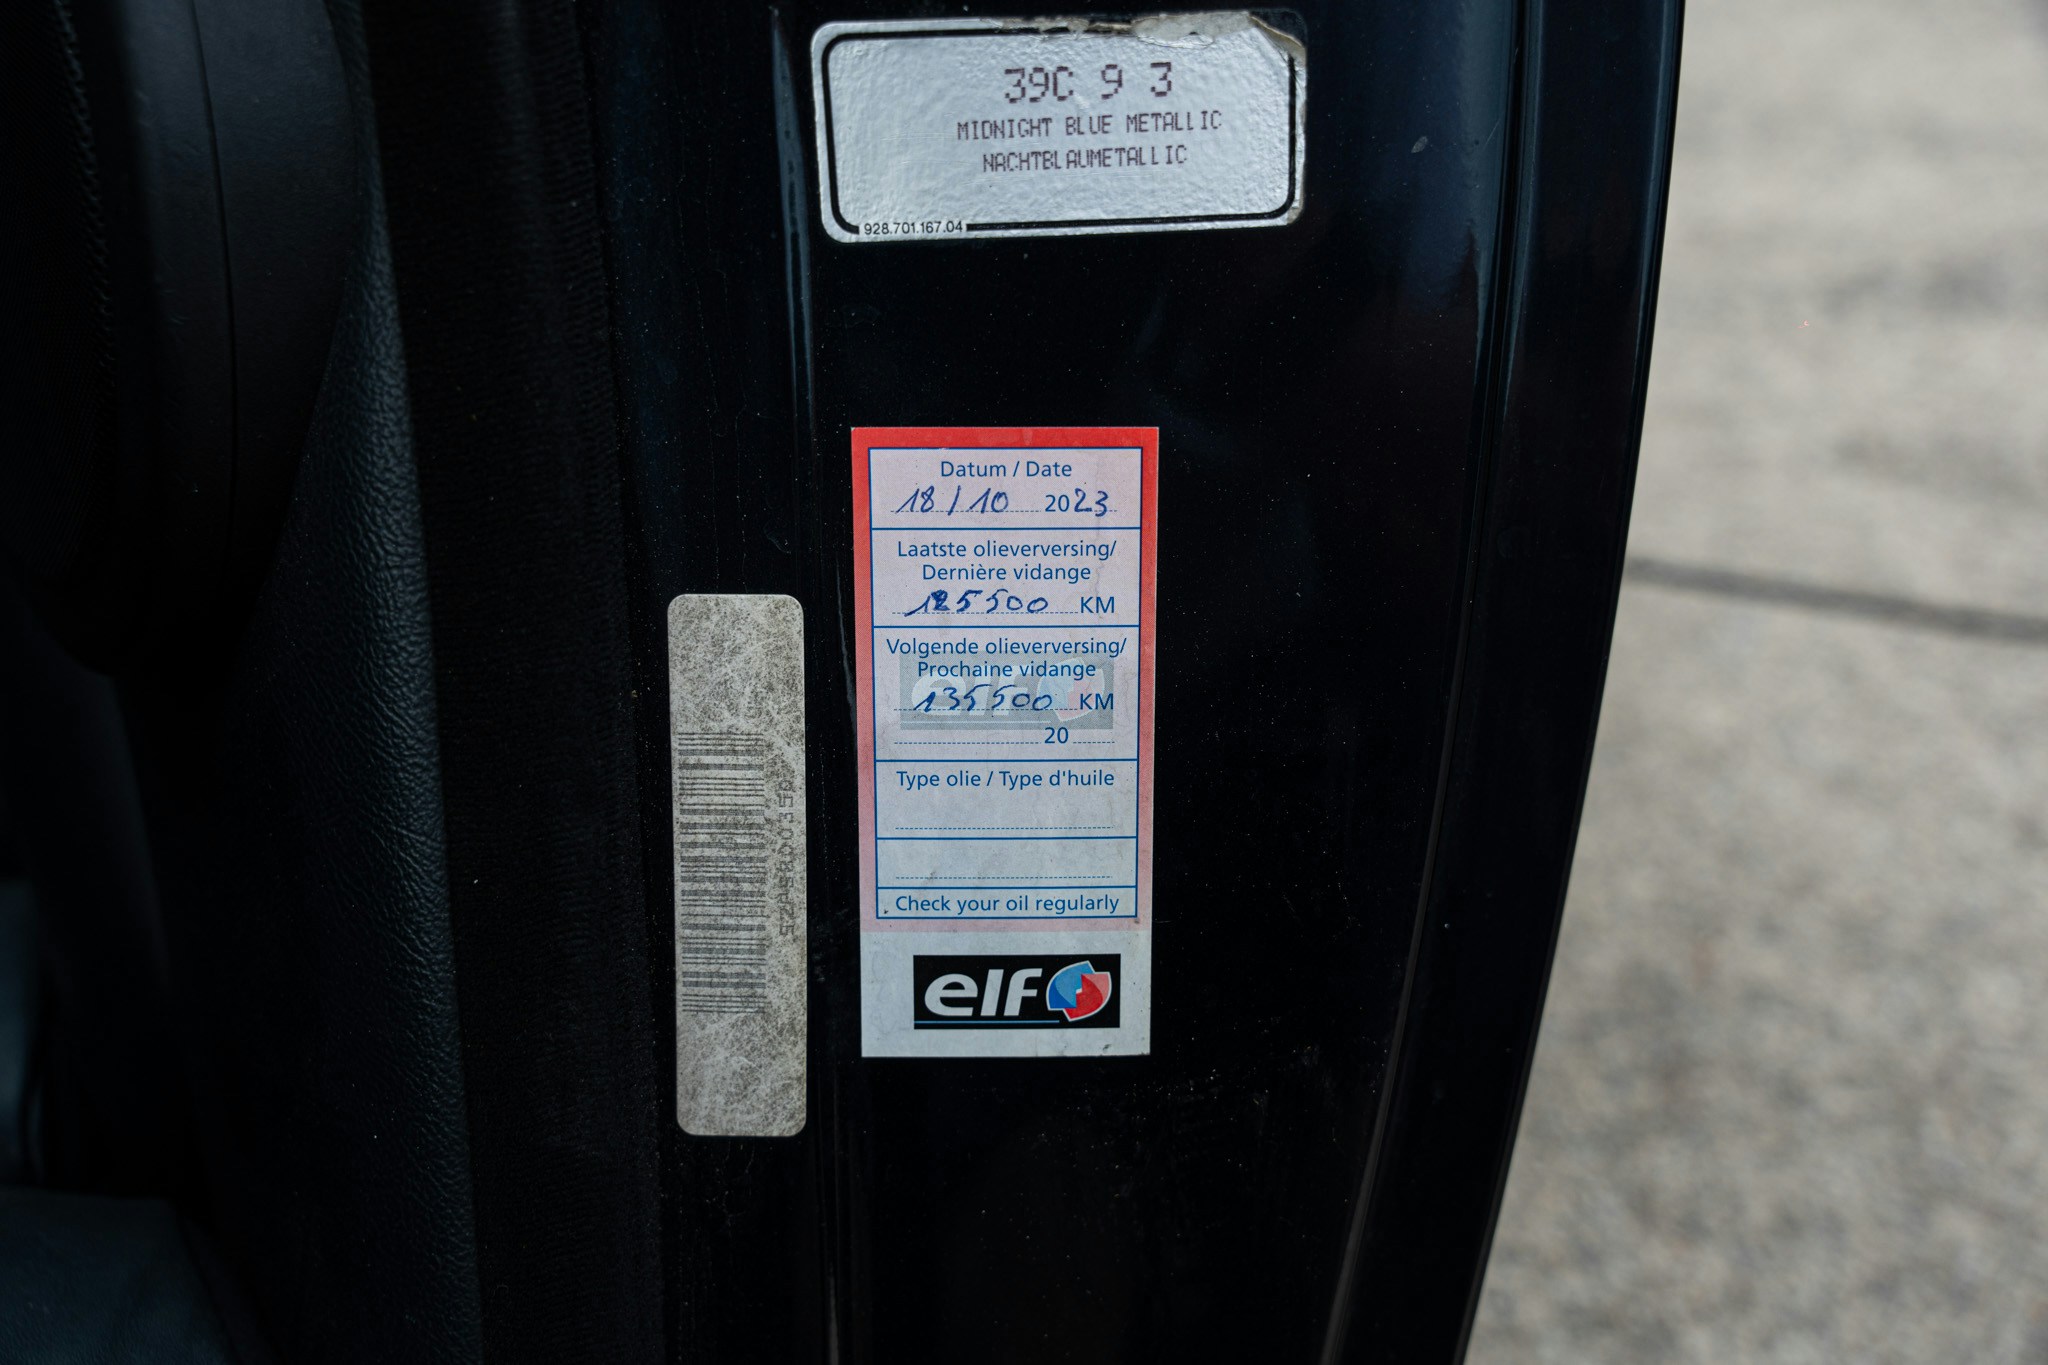 39C 9 3
MIDNIGHT BLUE METALLIC
NACHTBLAUMETALLIC
928.701.167.04
Datum / Date
18/10 2023
Laatste olieverversing/
Dernière vidange
125500 KM
Volgende olieverversing/
Prochaine vidange
135500 KM
20
Type olie / Type d'huile
Check your oil regularly
elf
elf